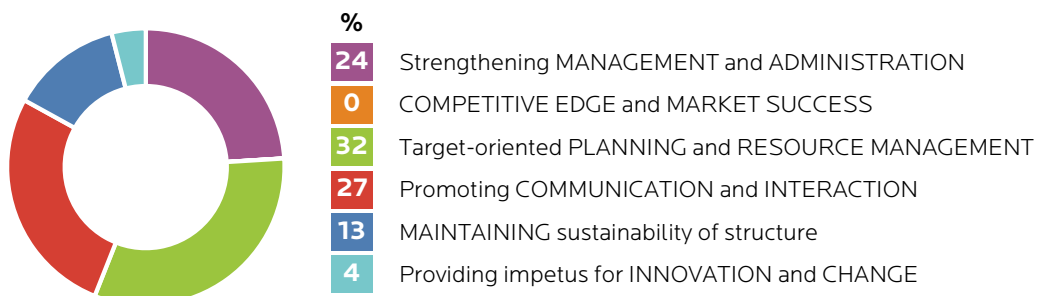 %
24 Strengthening MANAGEMENT and ADMINISTRATION
0 COMPETITIVE EDGE and MARKET SUCCESS
32 Target-oriented PLANNING and RESOURCE MANAGEMENT
27 Promoting COMMUNICATION and INTERACTION
13 MAINTAINING sustainability of structure
4 Providing impetus for INNOVATION and CHANGE